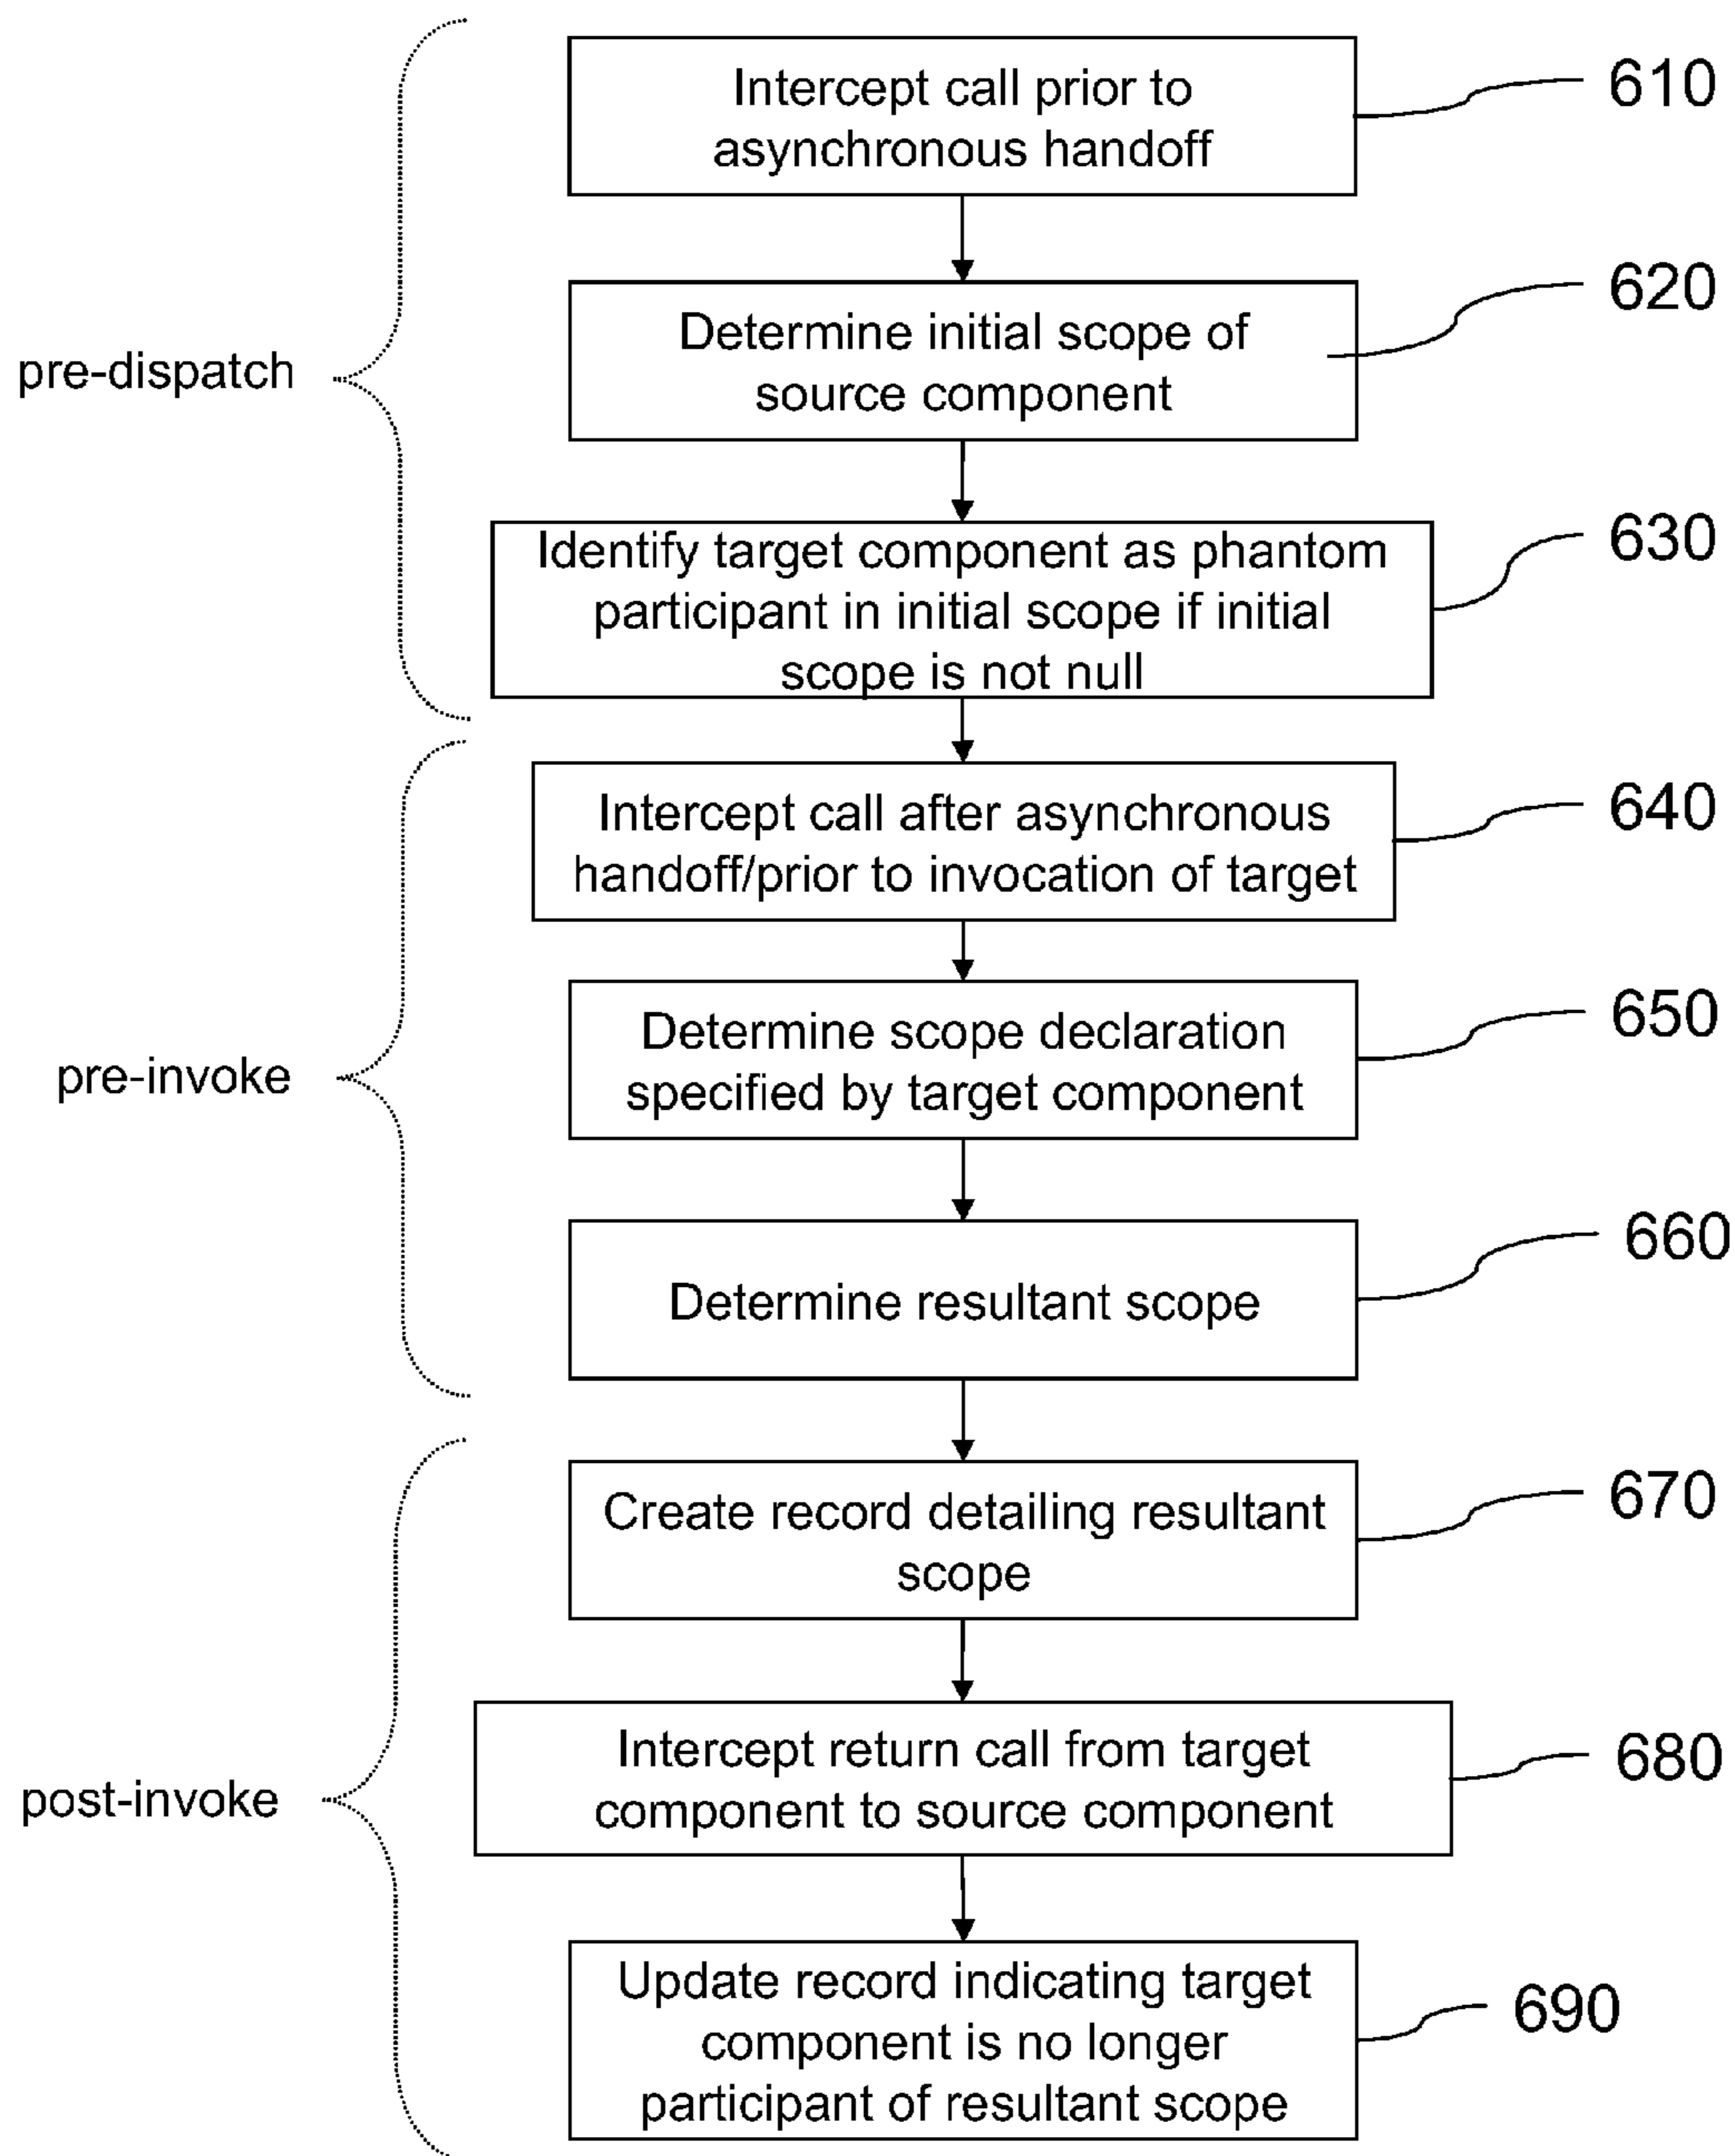 Intercept call prior to
asynchronous handoff
610
Determine initial scope of
source component
620
pre-dispatch
Identify target component as phantom
participant in initial scope if initial
scope is not null
630
Intercept call after asynchronous
handoff/prior to invocation of target
640
Determine scope declaration
specified by target component
650
pre-invoke
Determine resultant scope
660
Create record detailing resultant
scope
670
Intercept return call from target
component to source component
680
post-invoke
Update record indicating target
component is no longer
participant of resultant scope
690